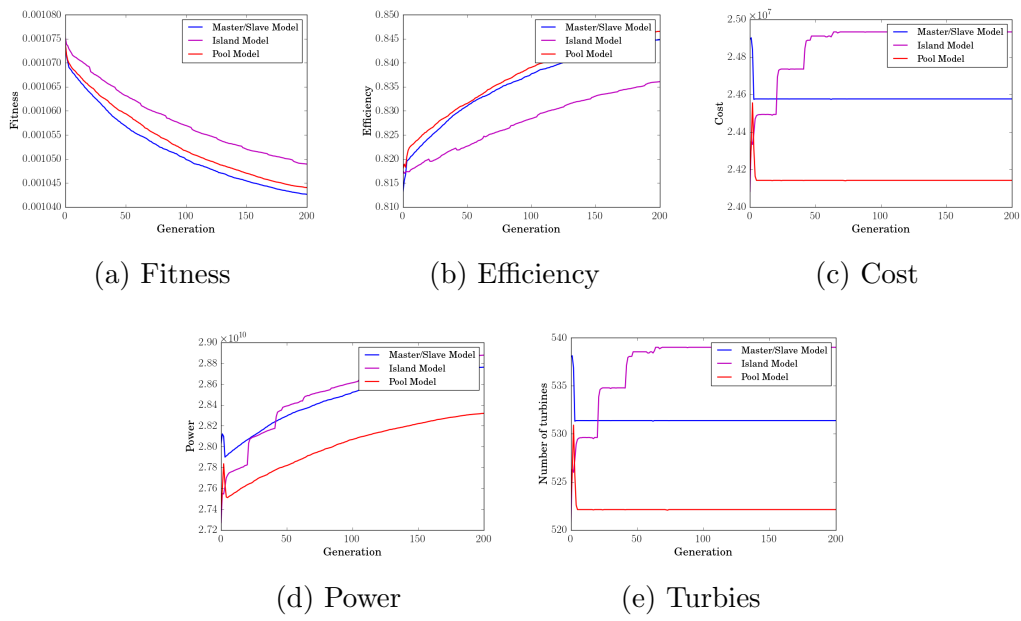 0.001080
0.001075
0.001070
0.001065
0.001060
0.001055
0.001050
0.001045
0.001040
0 50 100 150 200
Fitness
Generation
Master/Slave Model
Island Model
Pool Model
(a) Fitness
0.850
0.845
0.840
0.835
0.830
0.825
0.820
0.815
0.810
0 50 100 150 200
Efficiency
Generation
Master/Slave Model
Island Model
Pool Model
(b) Efficiency
×10⁷
2.50
2.48
2.46
2.44
2.42
2.40
0 50 100 150 200
Cost
Generation
Master/Slave Model
Island Model
Pool Model
(c) Cost
×10¹⁰
2.90
2.88
2.86
2.84
2.82
2.80
2.78
2.76
2.74
2.72
0 50 100 150 200
Power
Generation
Master/Slave Model
Island Model
Pool Model
(d) Power
540
535
530
525
520
0 50 100 150 200
Number of turbines
Generation
Master/Slave Model
Island Model
Pool Model
(e) Turbies